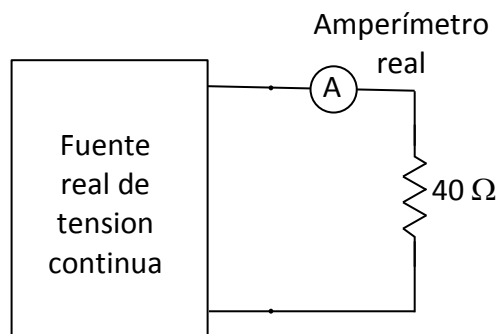 Amperímetro
real
A
Fuente
real de
tension
continua
40 Ω